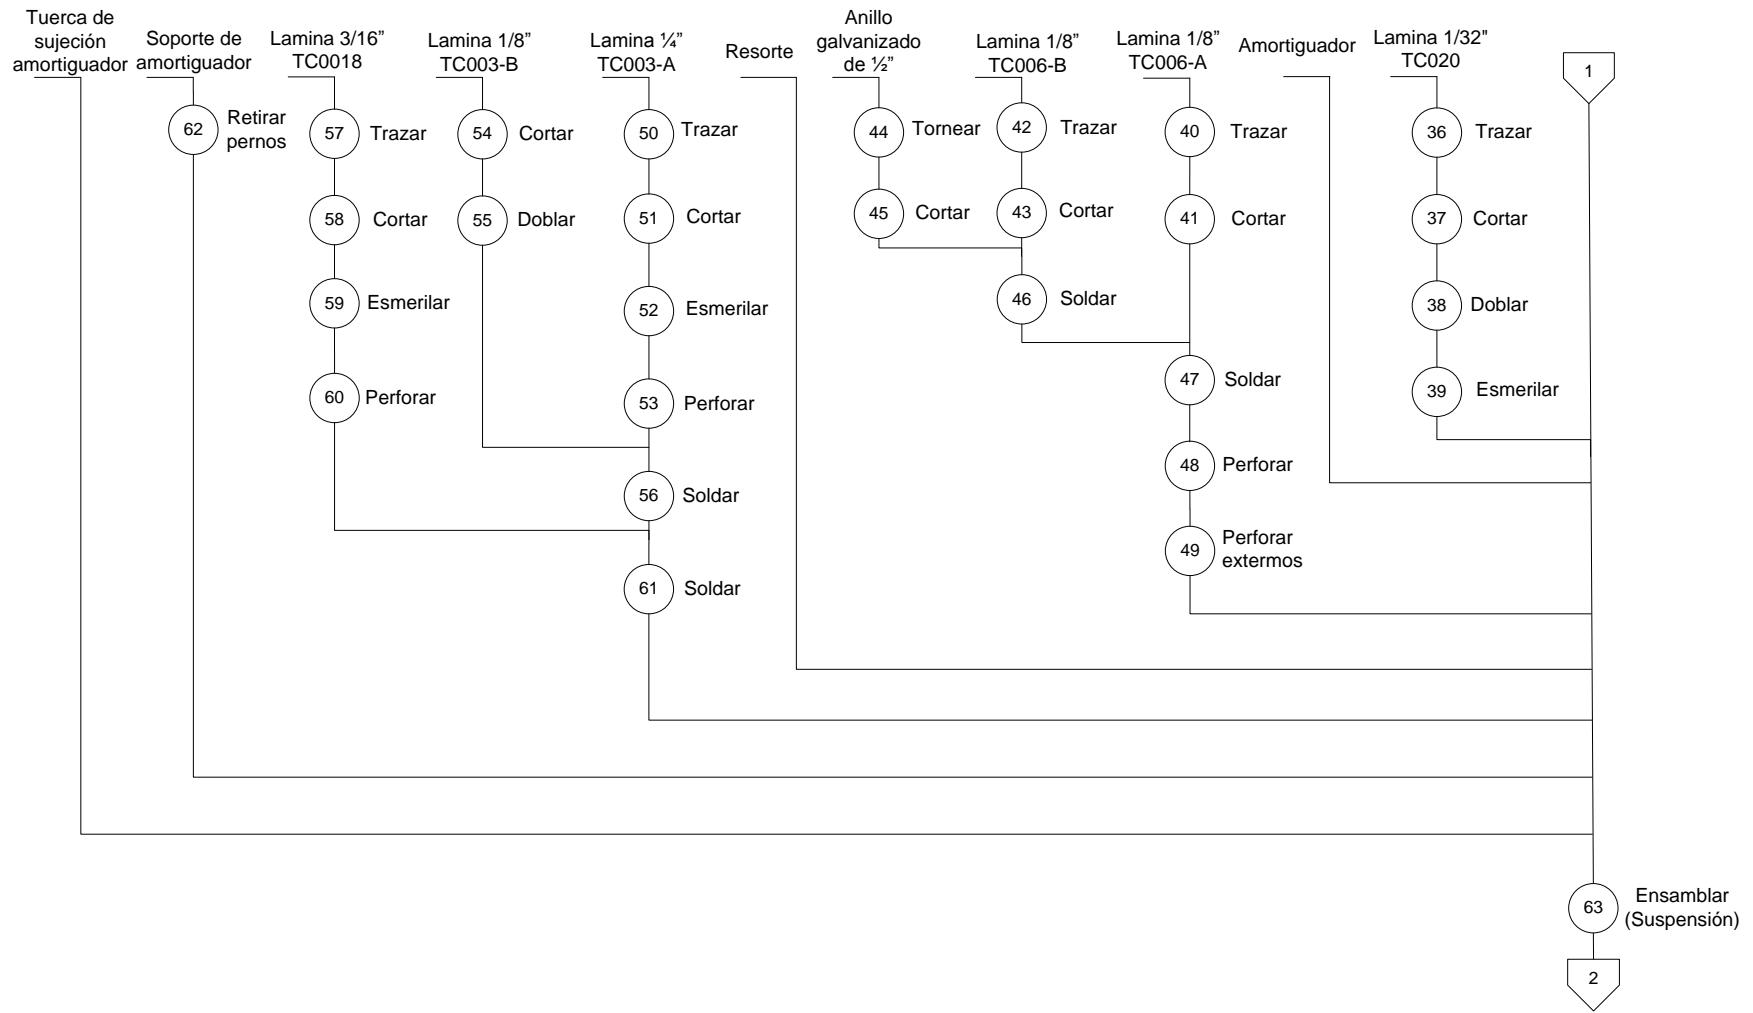 Tuerca de
sujeción
amortiguador
Soporte de
amortiguador
Lamina 3/16”
TC0018
Lamina 1/8”
TC003-B
Lamina ¼”
TC003-A
Resorte
Anillo
galvanizado
de ½”
Lamina 1/8”
TC006-B
Lamina 1/8”
TC006-A
Amortiguador
Lamina 1/32"
TC020
1
62
Retirar
pernos
57
Trazar
58
Cortar
59
Esmerilar
60
Perforar
54
Cortar
55
Doblar
50
Trazar
51
Cortar
52
Esmerilar
53
Perforar
56
Soldar
61
Soldar
44
Tornear
45
Cortar
42
Trazar
43
Cortar
46
Soldar
40
Trazar
41
Cortar
47
Soldar
48
Perforar
49
Perforar
extermos
36
Trazar
37
Cortar
38
Doblar
39
Esmerilar
63
Ensamblar
(Suspensión)
2